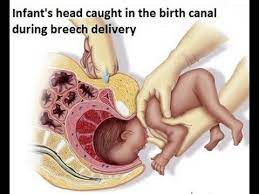 Infant's head caught in the birth canal
during breech delivery